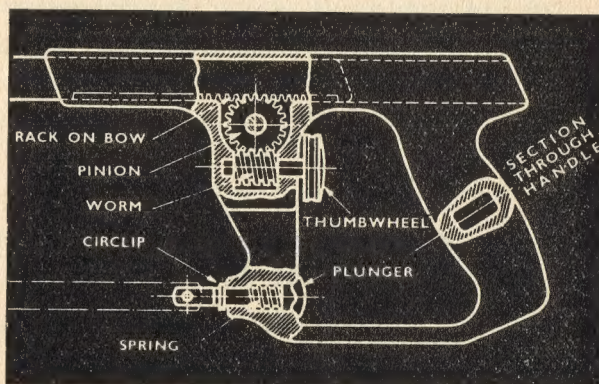 RACK ON BOW
PINION
WORM
CIRCLIP
SPRING
THUMBWHEEL
PLUNGER
SECTION
THROUGH
HANDLE